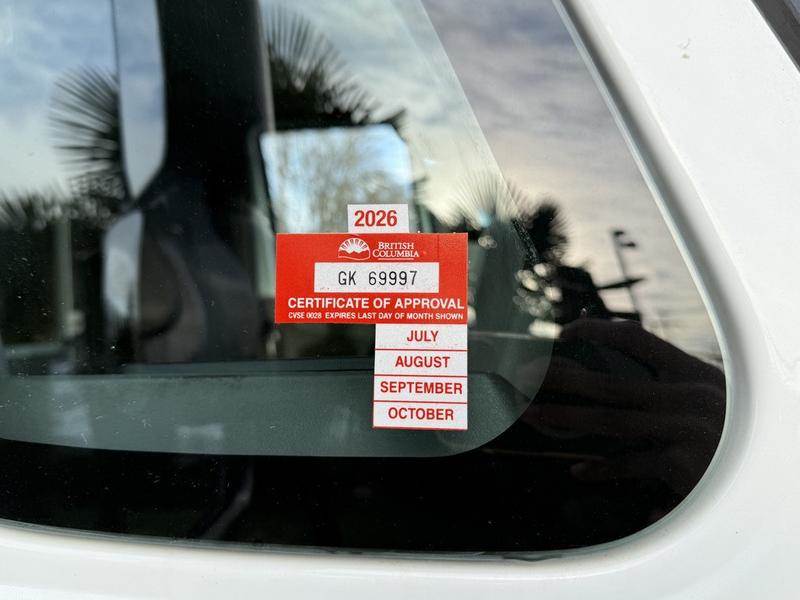 2026
BRITISH
COLUMBIA
GK 69997
CERTIFICATE OF APPROVAL
CVSE 0028 EXPIRES LAST DAY OF MONTH SHOWN
JULY
AUGUST
SEPTEMBER
OCTOBER